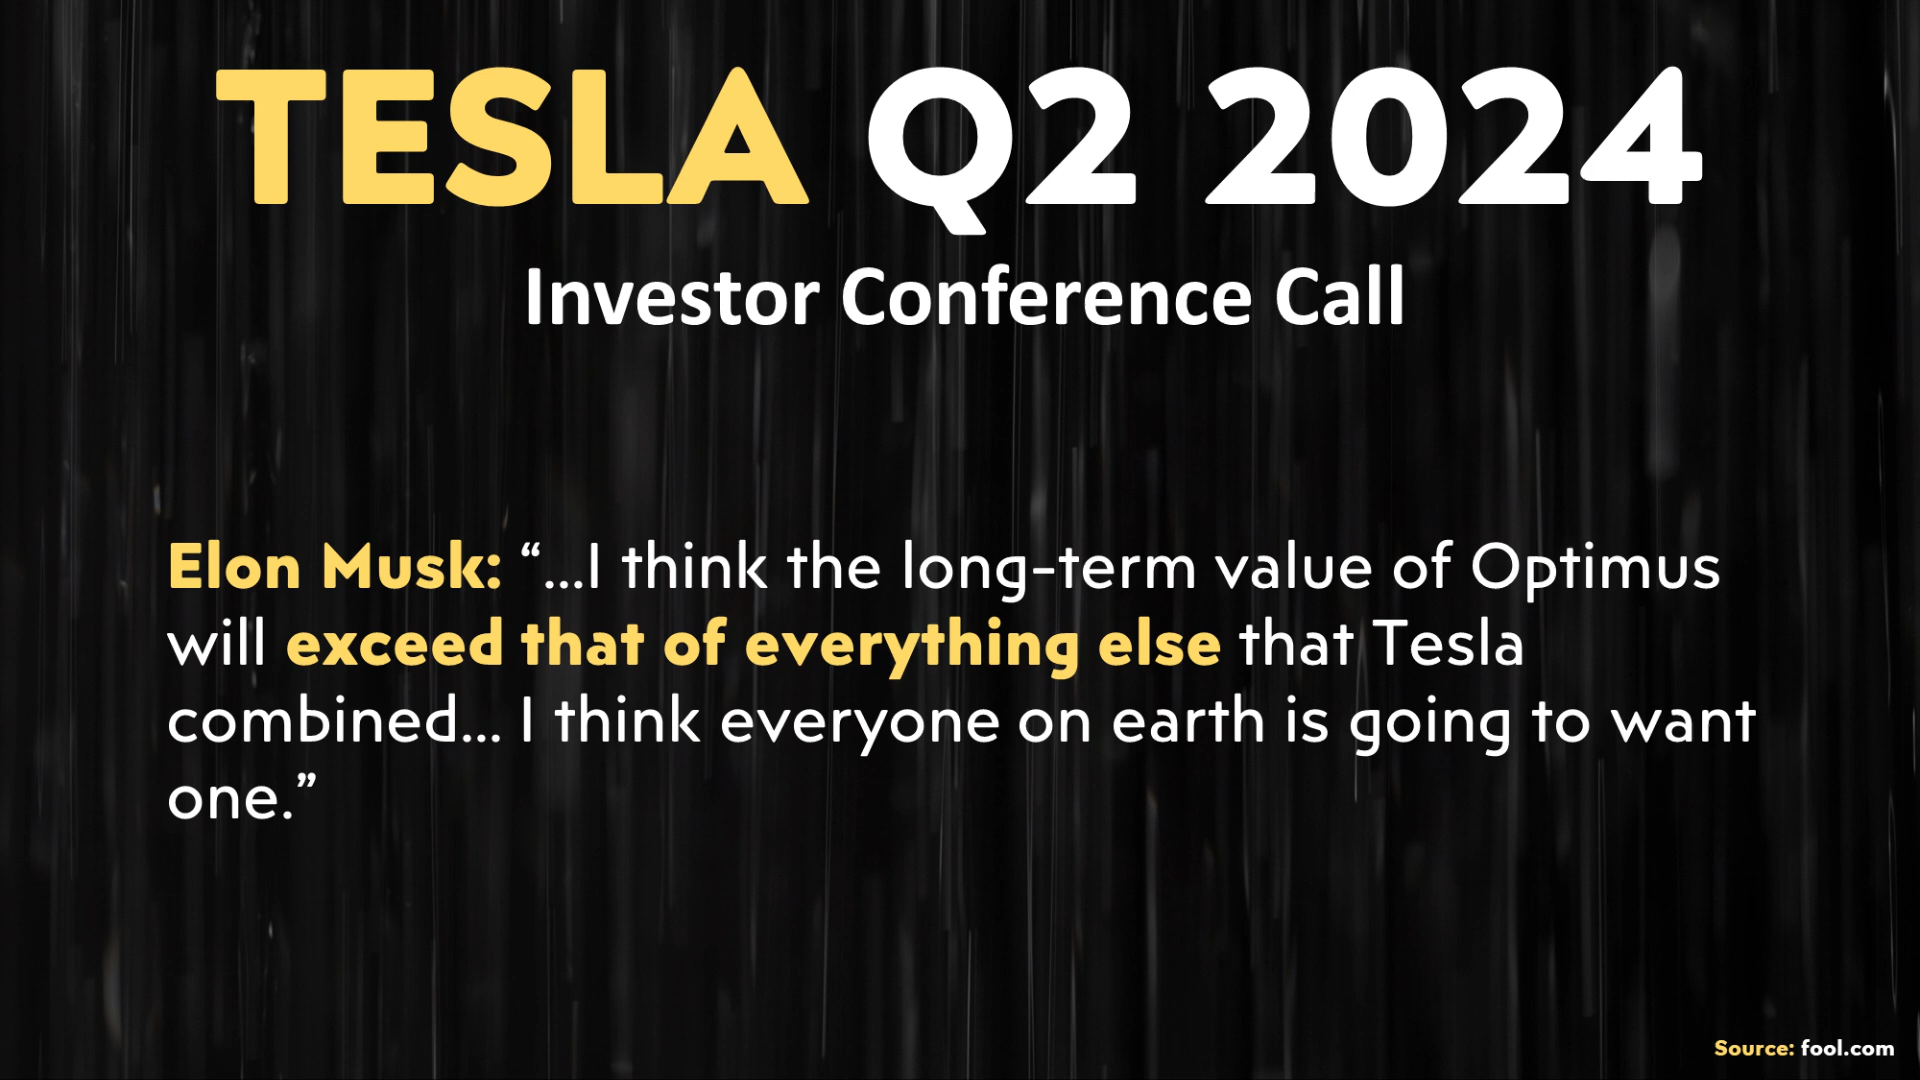 TESLA Q2 2024
Investor Conference Call
Elon Musk: “...I think the long-term value of Optimus
will exceed that of everything else that Tesla
combined... I think everyone on earth is going to want
one.”
Source: fool.com